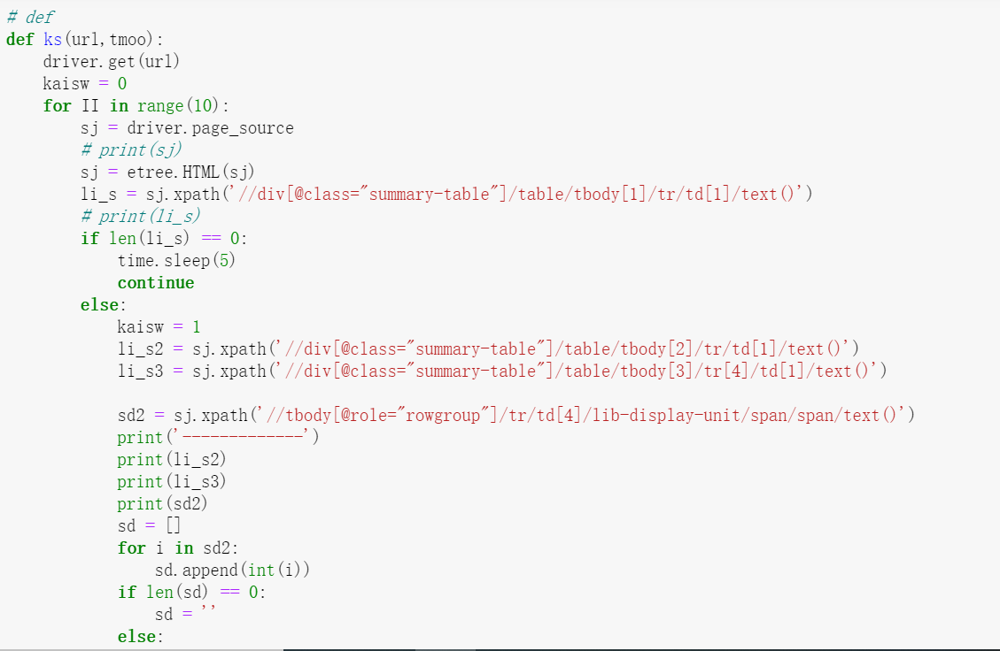 # def
def ks(url,tmoo):
    driver.get(url)
    kaisw = 0
    for II in range(10):
        sj = driver.page_source
        # print(sj)
        sj = etree.HTML(sj)
        li_s = sj.xpath('//div[@class="summary-table"]/table/tbody[1]/tr/td[1]/text()')
        # print(li_s)
        if len(li_s) == 0:
            time.sleep(5)
            continue
        else:
            kaisw = 1
            li_s2 = sj.xpath('//div[@class="summary-table"]/table/tbody[2]/tr/td[1]/text()')
            li_s3 = sj.xpath('//div[@class="summary-table"]/table/tbody[3]/tr[4]/td[1]/text()')

            sd2 = sj.xpath('//tbody[@role="rowgroup"]/tr/td[4]/lib-display-unit/span/span/text()')
            print('-------------')
            print(li_s2)
            print(li_s3)
            print(sd2)
            sd = []
            for i in sd2:
                sd.append(int(i))
            if len(sd) == 0:
                sd = ''
            else: